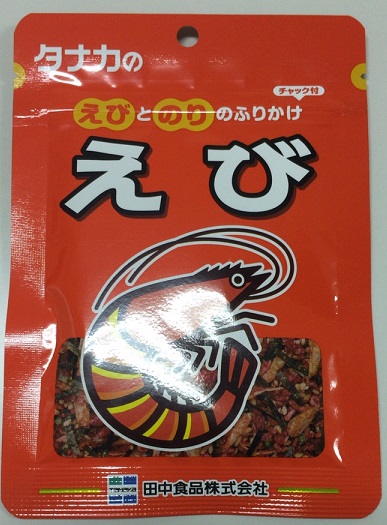 タナカの
チャック付
えびとのりのふりかけ
えび
田中食品株式会社